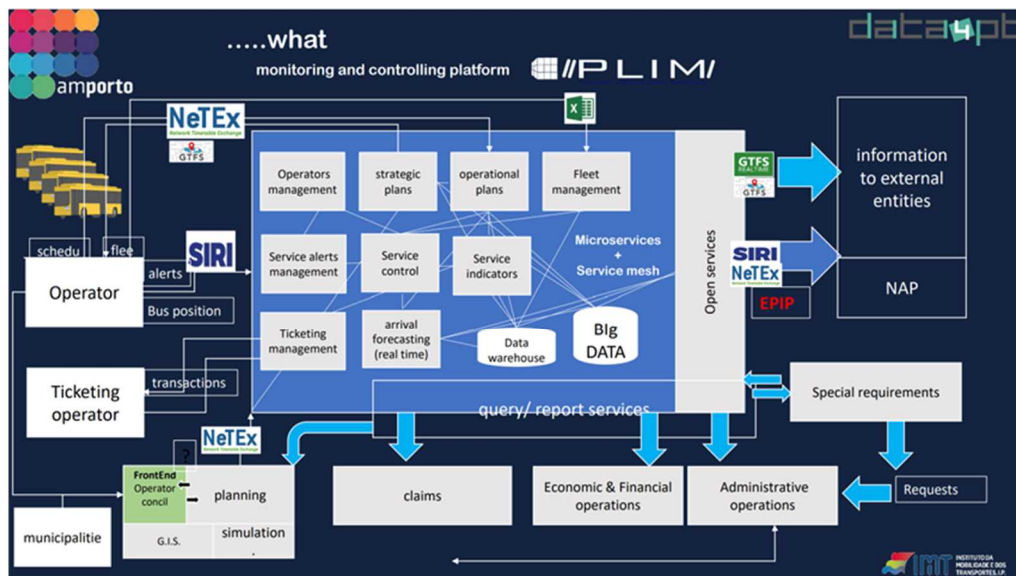 .....what
data4pt
monitoring and controlling platform //PLIM/
amporto
NeTEx
Network Timetable Exchange
GTFS
Operators
management
strategic
plans
operational
plans
Fleet
management
GTFS
REALTIME
GTFS
information
to external
entities
schedu
flee
SIRI
alerts
Operator
Bus position
Service alerts
management
Service
control
Service
indicators
Microservices
+
Service mesh
Open services
SIRI
NeTEx
EPIP
NAP
Ticketing
management
arrival
forecasting
(real time)
Data
warehouse
BIg
DATA
Ticketing
operator
transactions
query/ report services
Special requirements
NeTEx
Network Timetable Exchange
?
FrontEnd
Operator
concil
planning
claims
Economic & Financial
operations
Administrative
operations
Requests
municipalitie
G.I.S.
simulation
.
IMT
INSTITUTO DA
MOBILIDADE E DOS
TRANSPORTES, I.P.